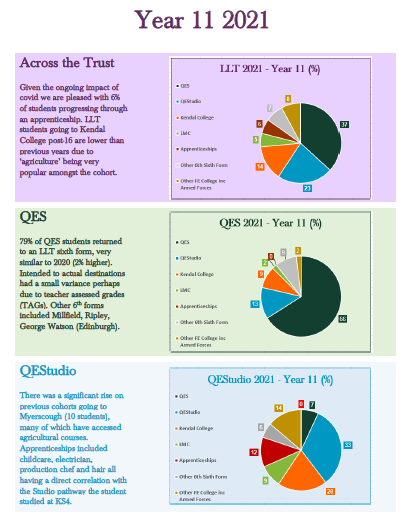 Year 11 2021
Across the Trust
Given the ongoing impact of
covid we are pleased with 6%
of students progressing through
an apprenticeship. LLT
students going to Kendal
College post-16 are lower than
previous years due to
'agriculture' being very
popular amongst the cohort.
LLT 2021 - Year 11 (%)
QES
QEStudio
Kendal College
LMC
Apprenticeships
Other 6th Sixth Form
Other FE College inc
Armed Forces
37
23
14
5
6
7
8
QES
79% of QES students returned
to an LLT sixth form, very
similar to 2020 (2% higher).
Intended to actual destinations
had a small variance perhaps
due to teacher assessed grades
(TAGs). Other 6th forms
included Millfield, Ripley,
George Watson (Edinburgh).
QES 2021 - Year 11 (%)
QES
QEStudio
Kendal College
LMC
Apprenticeships
Other 6th Sixth Form
Other FE College inc
Armed Forces
66
13
9
2
2
QEStudio
There was a significant rise on
previous cohorts going to
Myerscough (10 students),
many of which have accessed
agricultural courses.
Apprenticeships included
childcare, electrician,
production chef and hair all
having a direct correlation with
the Studio pathway the student
studied at KS4.
QEStudio 2021 - Year 11 (%)
QES
QEStudio
Kendal College
LMC
Apprenticeships
Other 6th Sixth Form
Other FE College inc
Armed Forces
7
33
20
9
12
14